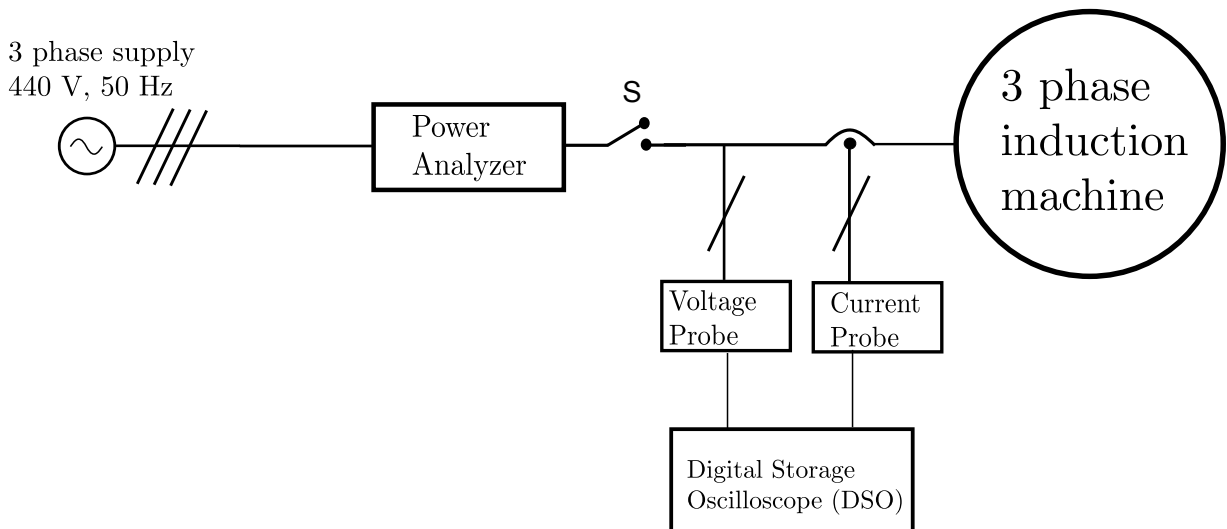 3 phase supply
440 V, 50 Hz
Power
Analyzer
S
3 phase
induction
machine
Voltage
Probe
Current
Probe
Digital Storage
Oscilloscope (DSO)